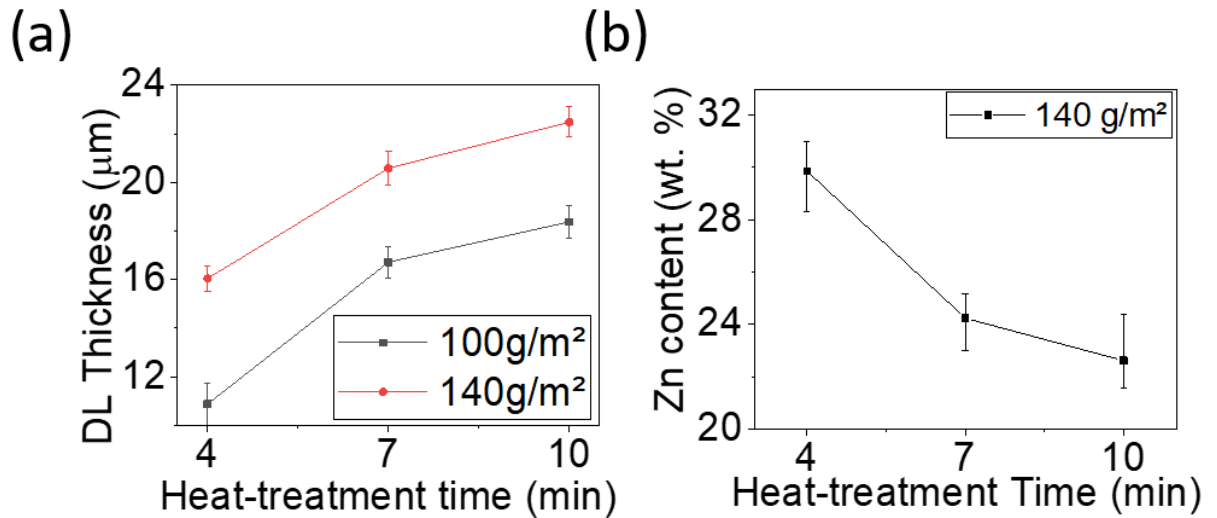 (a)
DL Thickness (μm)
24
20
16
12
100g/m²
140g/m²
4
7
10
Heat-treatment time (min)
(b)
Zn content (wt. %)
32
28
24
20
140 g/m²
4
7
10
Heat-treatment Time (min)